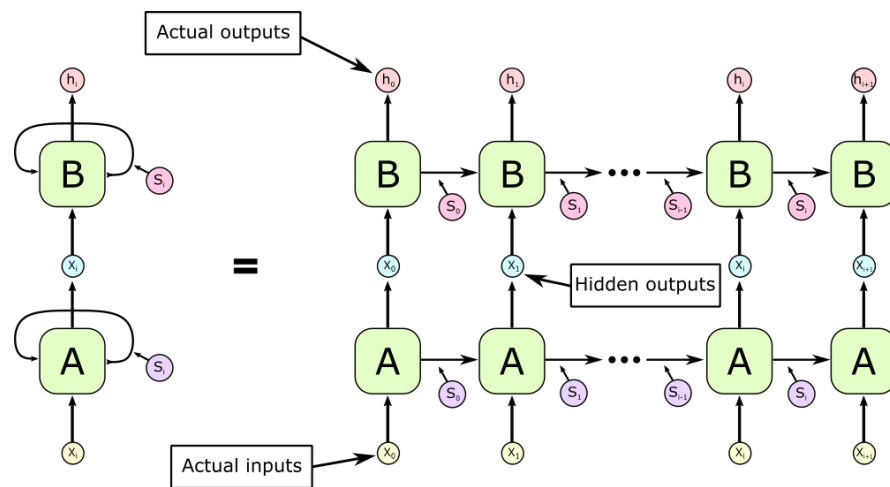 Actual outputs
hᵢ h₀ h₁ hᵢ hᵢ₊₁
B B B ••• B B
Sᵢ S₀ S₁ Sᵢ₋₁ Sᵢ
Xᵢ = X₀ X₁ Xᵢ Xᵢ₊₁
Hidden outputs
A A A ••• A A
Sᵢ S₀ S₁ Sᵢ₋₁ Sᵢ
Xᵢ X₀ X₁ Xᵢ Xᵢ₊₁
Actual inputs